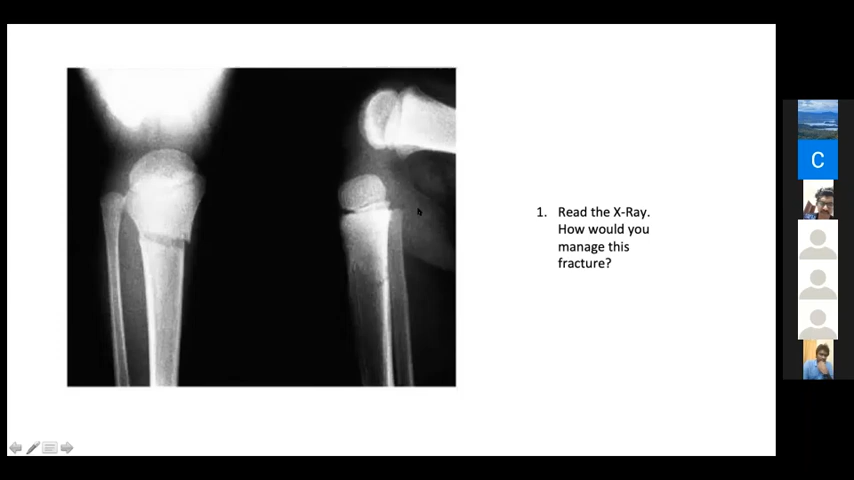 1. Read the X-Ray.
How would you
manage this
fracture?
C